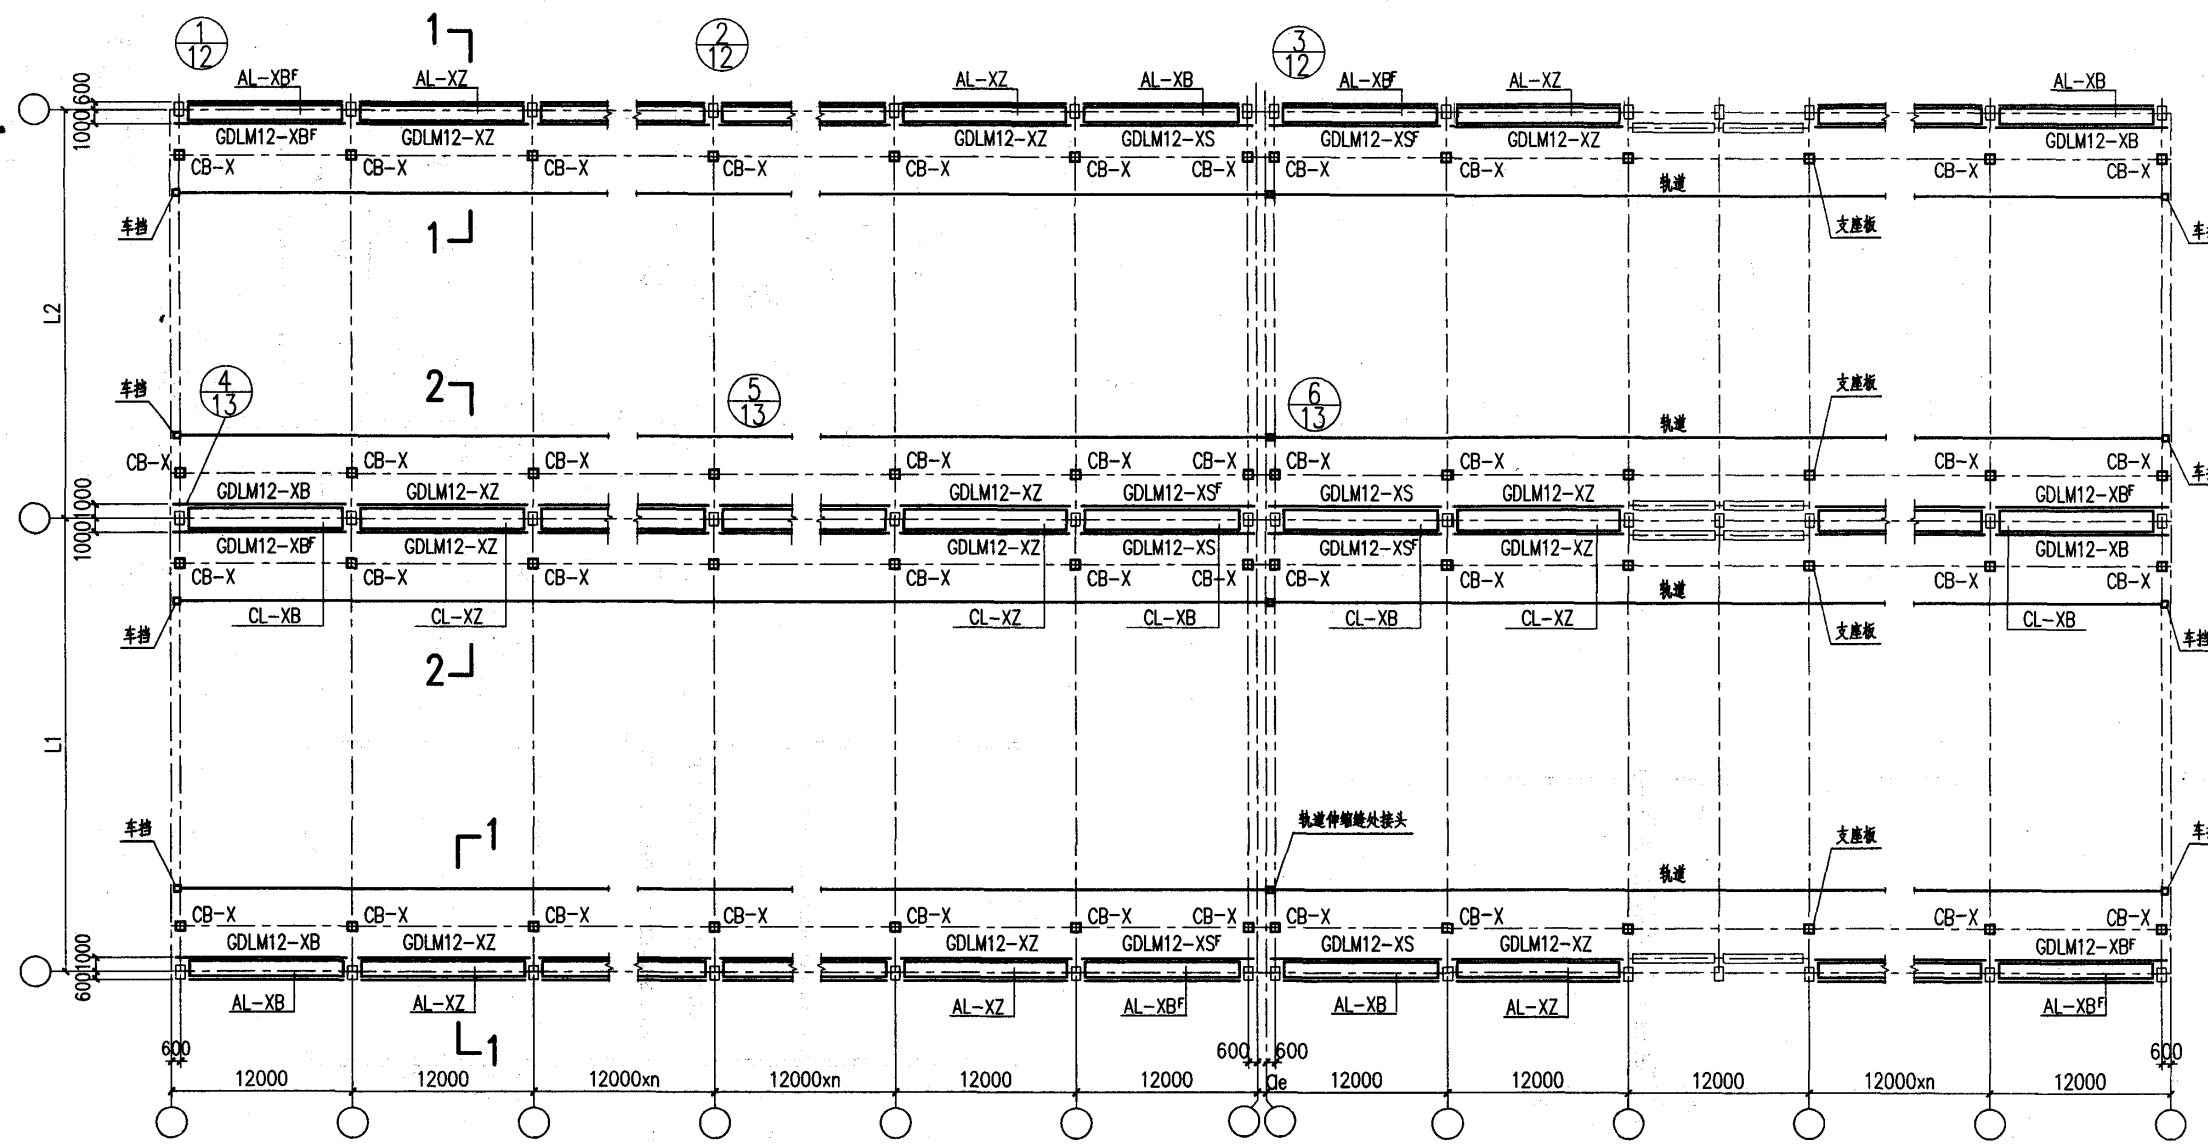 1 2 3
12 12 12
1
AL-XBF AL-XZ AL-XZ AL-XB AL-XBF AL-XZ AL-XB
600
1000
GDLM12-XBF GDLM12-XZ GDLM12-XZ GDLM12-XS GDLM12-XSF GDLM12-XZ GDLM12-XB
CB-X CB-X CB-X CB-X CB-X CB-X CB-X CB-X CB-X CB-X CB-X
轨道
车挡 1 支座板 车挡
L2
4 5 6
13 13 13
车挡 2 支座板
轨道
车挡
CB-X CB-X CB-X CB-X CB-X CB-X CB-X CB-X CB-X CB-X
GDLM12-XB GDLM12-XZ GDLM12-XZ GDLM12-XSF GDLM12-XS GDLM12-XZ GDLM12-XBF
1000
1000
GDLM12-XBF GDLM12-XZ GDLM12-XZ GDLM12-XS GDLM12-XSF GDLM12-XZ GDLM12-XB
CB-X CB-X CB-X CB-X CB-X CB-X CB-X CB-X CB-X CB-X
轨道
CL-XB CL-XZ CL-XZ CL-XB CL-XB CL-XZ CL-XB
车挡 支座板 车挡
2
L1
车挡 1 轨道伸缩缝处接头 支座板
轨道
CB-X CB-X CB-X CB-X CB-X CB-X CB-X CB-X CB-X CB-X CB-X
GDLM12-XB GDLM12-XZ GDLM12-XZ GDLM12-XSF GDLM12-XS GDLM12-XZ GDLM12-XBF
1000
600
AL-XB AL-XZ AL-XZ AL-XBF AL-XB AL-XZ AL-XBF
1
600 600 600 600
12000 12000 12000xn 12000xn 12000 12000 12000 12000 12000 12000xn 12000